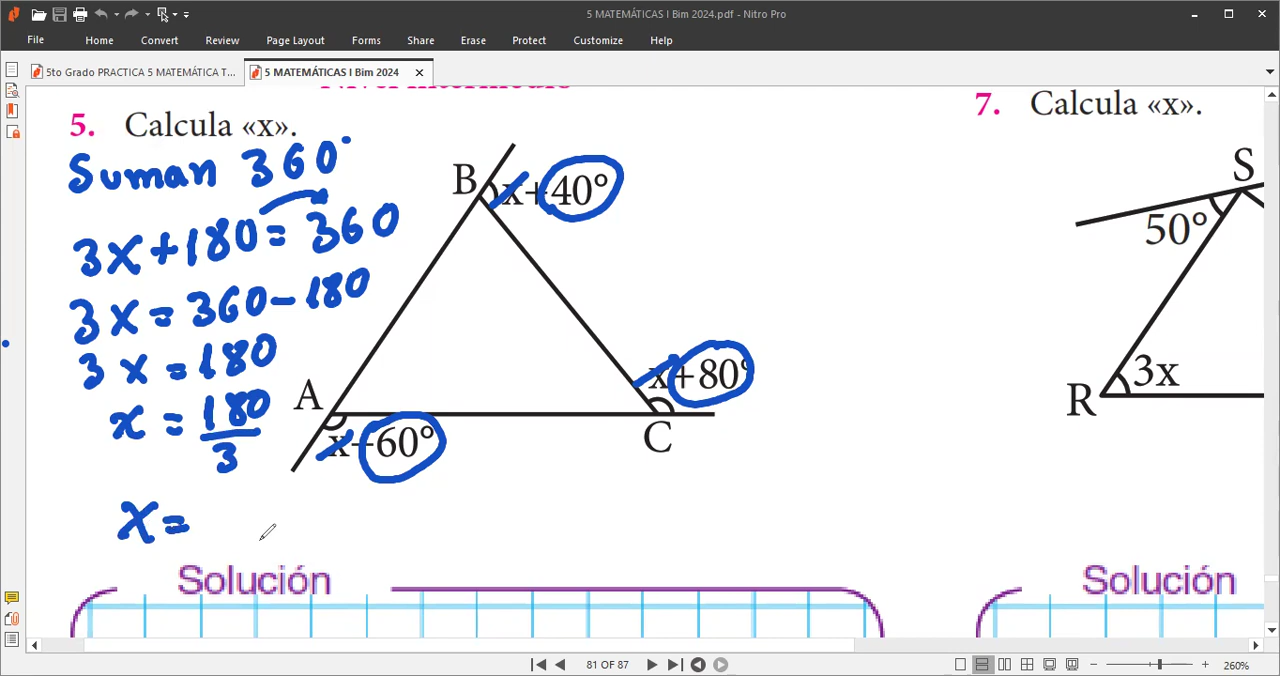 5 MATEMÁTICAS I Bim 2024.pdf - Nitro Pro
File Home Convert Review Page Layout Forms Share Erase Protect Customize Help
5to Grado PRACTICA 5 MATEMÁTICA T... 5 MATEMÁTICAS I Bim 2024
Nivel Intermedio
5. Calcula «x».
Suman 360°
3x+180=360
3x=360-180
3x=180
x=180/3
x=
B
x+40°
A
x+60°
C
x+80°
Solución
7. Calcula «x».
S
50°
R
3x
Solución
81 OF 87
260%